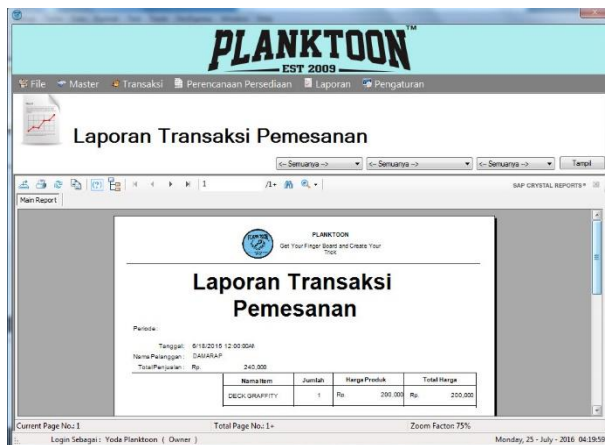 PLANKTOON™
EST 2009
File Master Transaksi Perencanaan Persediaan Laporan Pengaturan
Laporan Transaksi Pemesanan
<-- Semuanya --> <-- Semuanya --> <-- Semuanya --> Tampil
1 /1+ SAP CRYSTAL REPORTS®
Main Report
PLANKTOON
Get Your Finger Board and Create Your
Trick
Laporan Transaksi
Pemesanan
Periode:
Tanggal: 6/18/2016 12:00:00AM
Nama Pelanggan: DAMARAP
Total Penjualan: Rp. 240,000
Nama Item Jumlah Harga Produk Total Harga
DECK GRAFFITY 1 Rp. 200,000 Rp. 200,000
Current Page No.: 1 Total Page No.: 1+ Zoom Factor: 75%
Login Sebagai : Yoda Planktoon ( Owner ) Monday, 25 - July - 2016 04:19:59